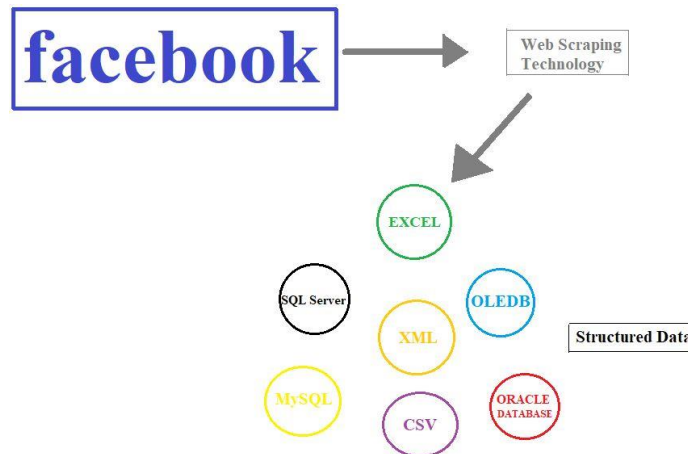 facebook
Web Scraping
Technology
EXCEL
SQL Server
OLEDB
XML
Structured Data
MySQL
CSV
ORACLE
DATABASE